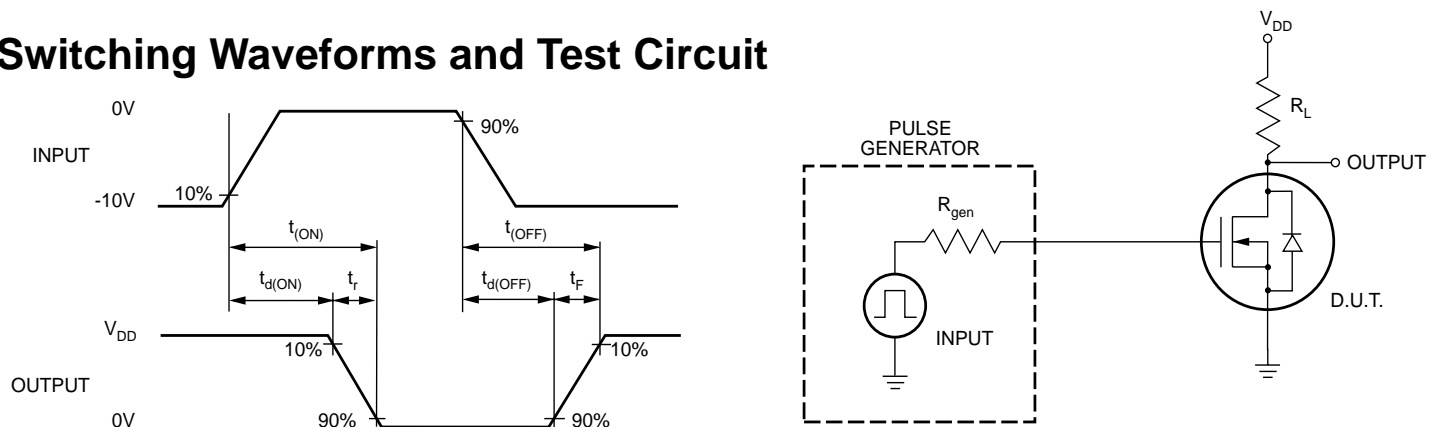 Switching Waveforms and Test Circuit
0V
INPUT
-10V
10%
90%
t(ON)
t(OFF)
td(ON)
tr
td(OFF)
tF
VDD
10%
10%
OUTPUT
0V
90%
90%
VDD
RL
OUTPUT
PULSE
GENERATOR
Rgen
INPUT
D.U.T.